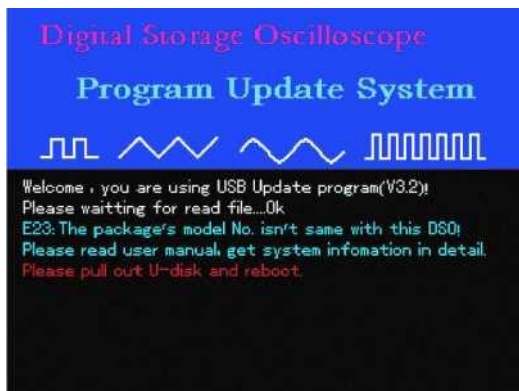 Digital Storage Oscilloscope
Program Update System
Welcome , you are using USB Update program(V3.2)!
Please waitting for read file....Ok
E23: The package's model No. isn't same with this DSO!
Please read user manual, get system infomation in detail.
Please pull out U-disk and reboot.